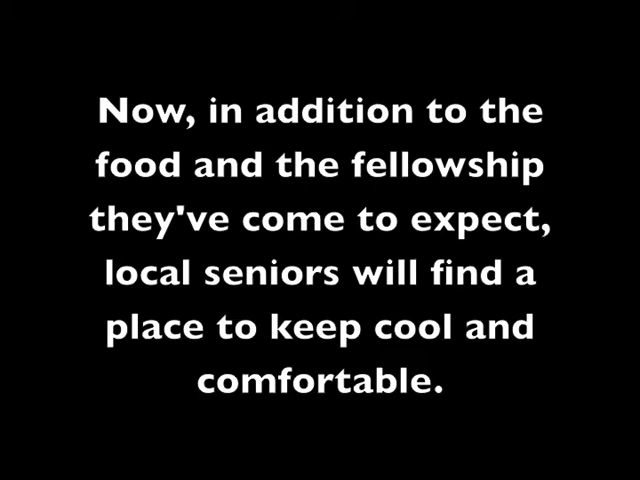 Now, in addition to the
food and the fellowship
they've come to expect,
local seniors will find a
place to keep cool and
comfortable.